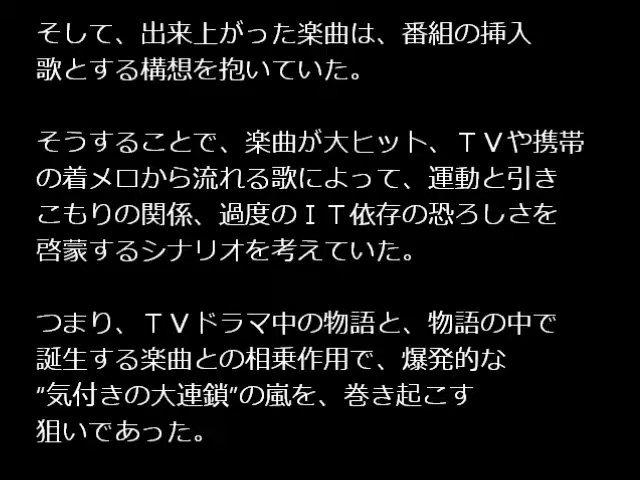 そして、出来上がった楽曲は、番組の挿入
歌とする構想を抱いていた。
そうすることで、楽曲が大ヒット、ＴＶや携帯
の着メロから流れる歌によって、運動と引き
こもりの関係、過度のＩＴ依存の恐ろしさを
啓蒙するシナリオを考えていた。
つまり、ＴＶドラマ中の物語と、物語の中で
誕生する楽曲との相乗作用で、爆発的な
“気付きの大連鎖”の嵐を、巻き起こす
狙いであった。